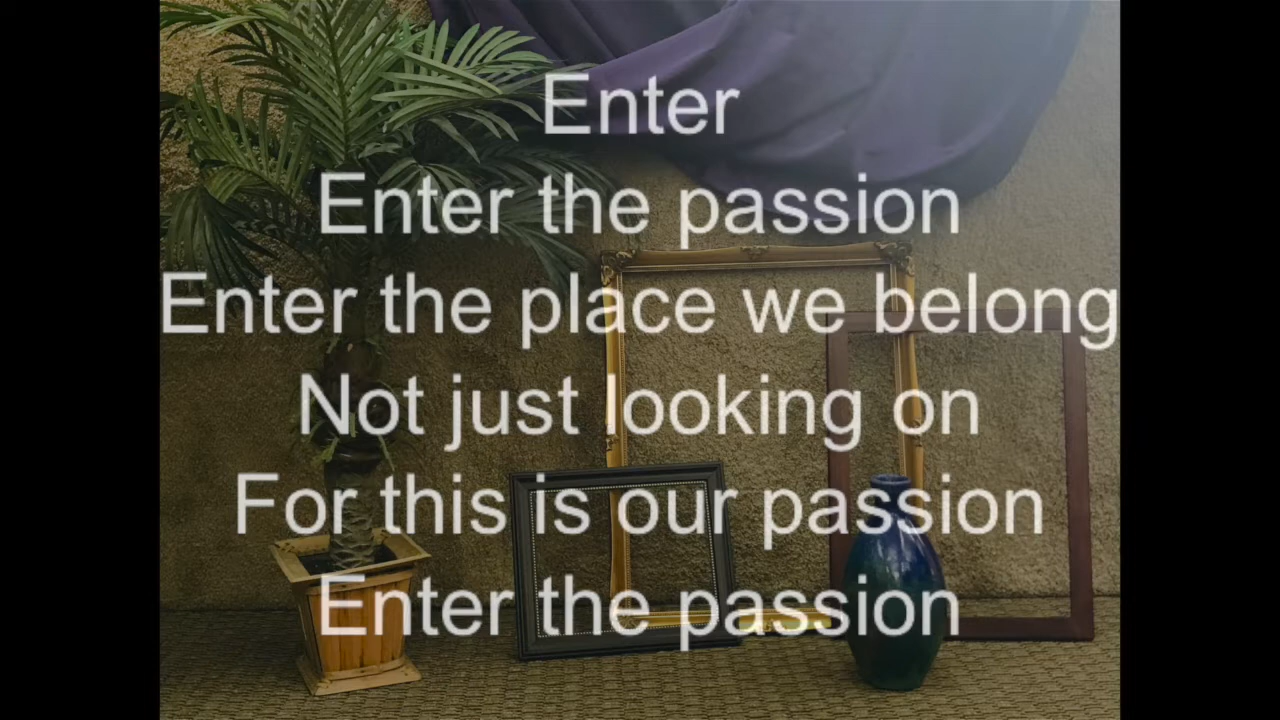 Enter
Enter the passion
Enter the place we belong
Not just looking on
For this is our passion
Enter the passion